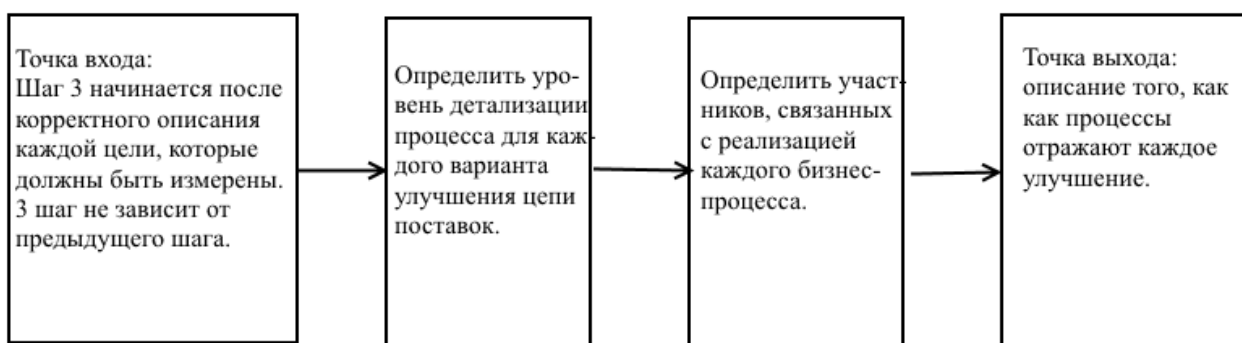 Точка входа:
Шаг 3 начинается после
корректного описания
каждой цели, которые
должны быть измерены.
3 шаг не зависит от
предыдущего шага.
Определить уро-
вень детализации
процесса для каж-
дого варианта
улучшения цепи
поставок.
Определить участ-
ников, связанных
с реализацией
каждого бизнес-
процесса.
Точка выхода:
описание того, как
как процессы
отражают каждое
улучшение.